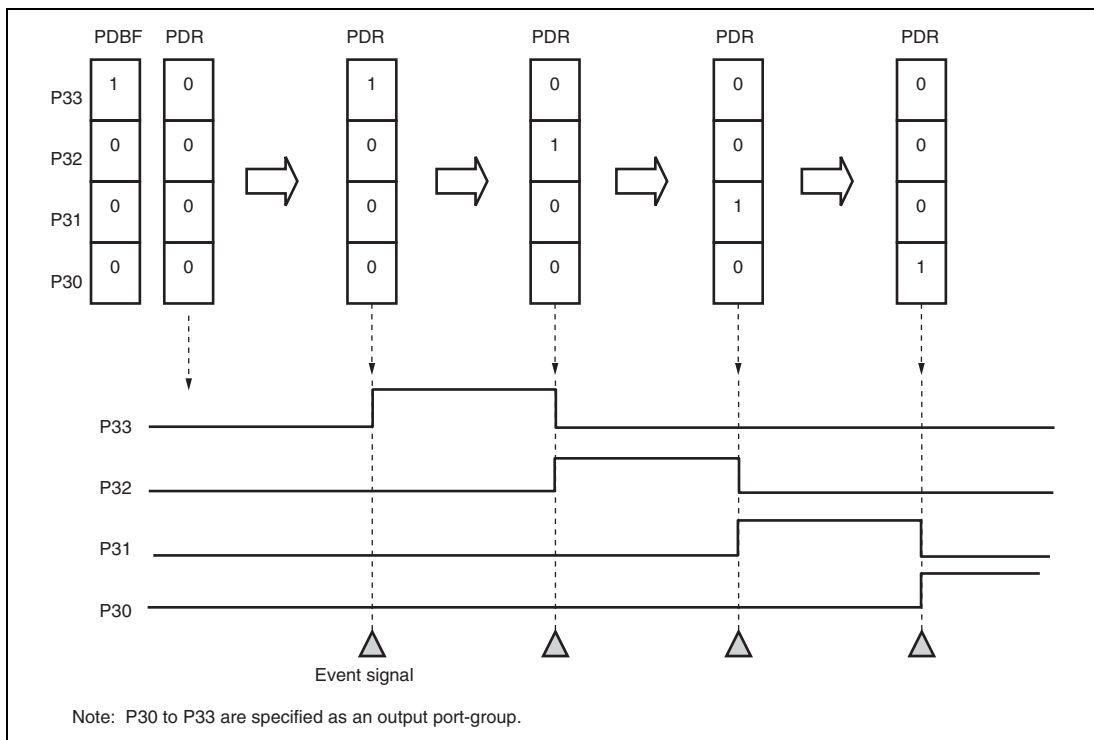 PDBF PDR PDR PDR PDR PDR
P33 1 0 1 0 0 0
P32 0 0 0 1 0 0
P31 0 0 0 0 1 0
P30 0 0 0 0 0 1
P33
P32
P31
P30
Event signal
Note: P30 to P33 are specified as an output port-group.